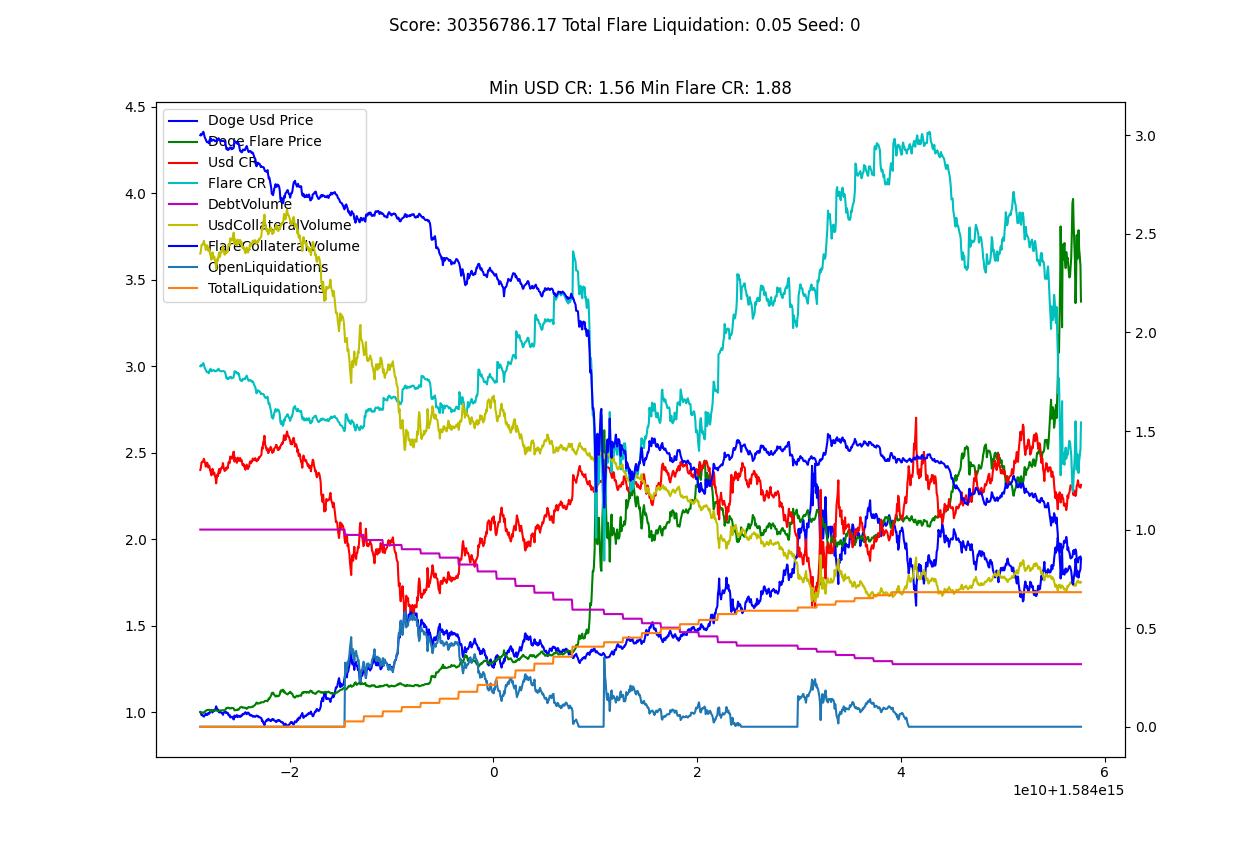 Score: 30356786.17 Total Flare Liquidation: 0.05 Seed: 0
Min USD CR: 1.56 Min Flare CR: 1.88
4.5
4.0
3.5
3.0
2.5
2.0
1.5
1.0
Doge Usd Price
Doge Flare Price
Usd CR
Flare CR
DebtVolume
UsdCollateralVolume
FlareCollateralVolume
OpenLiquidations
TotalLiquidations
3.0
2.5
2.0
1.5
1.0
0.5
0.0
−2 0 2 4 6
1e10+1.584e15